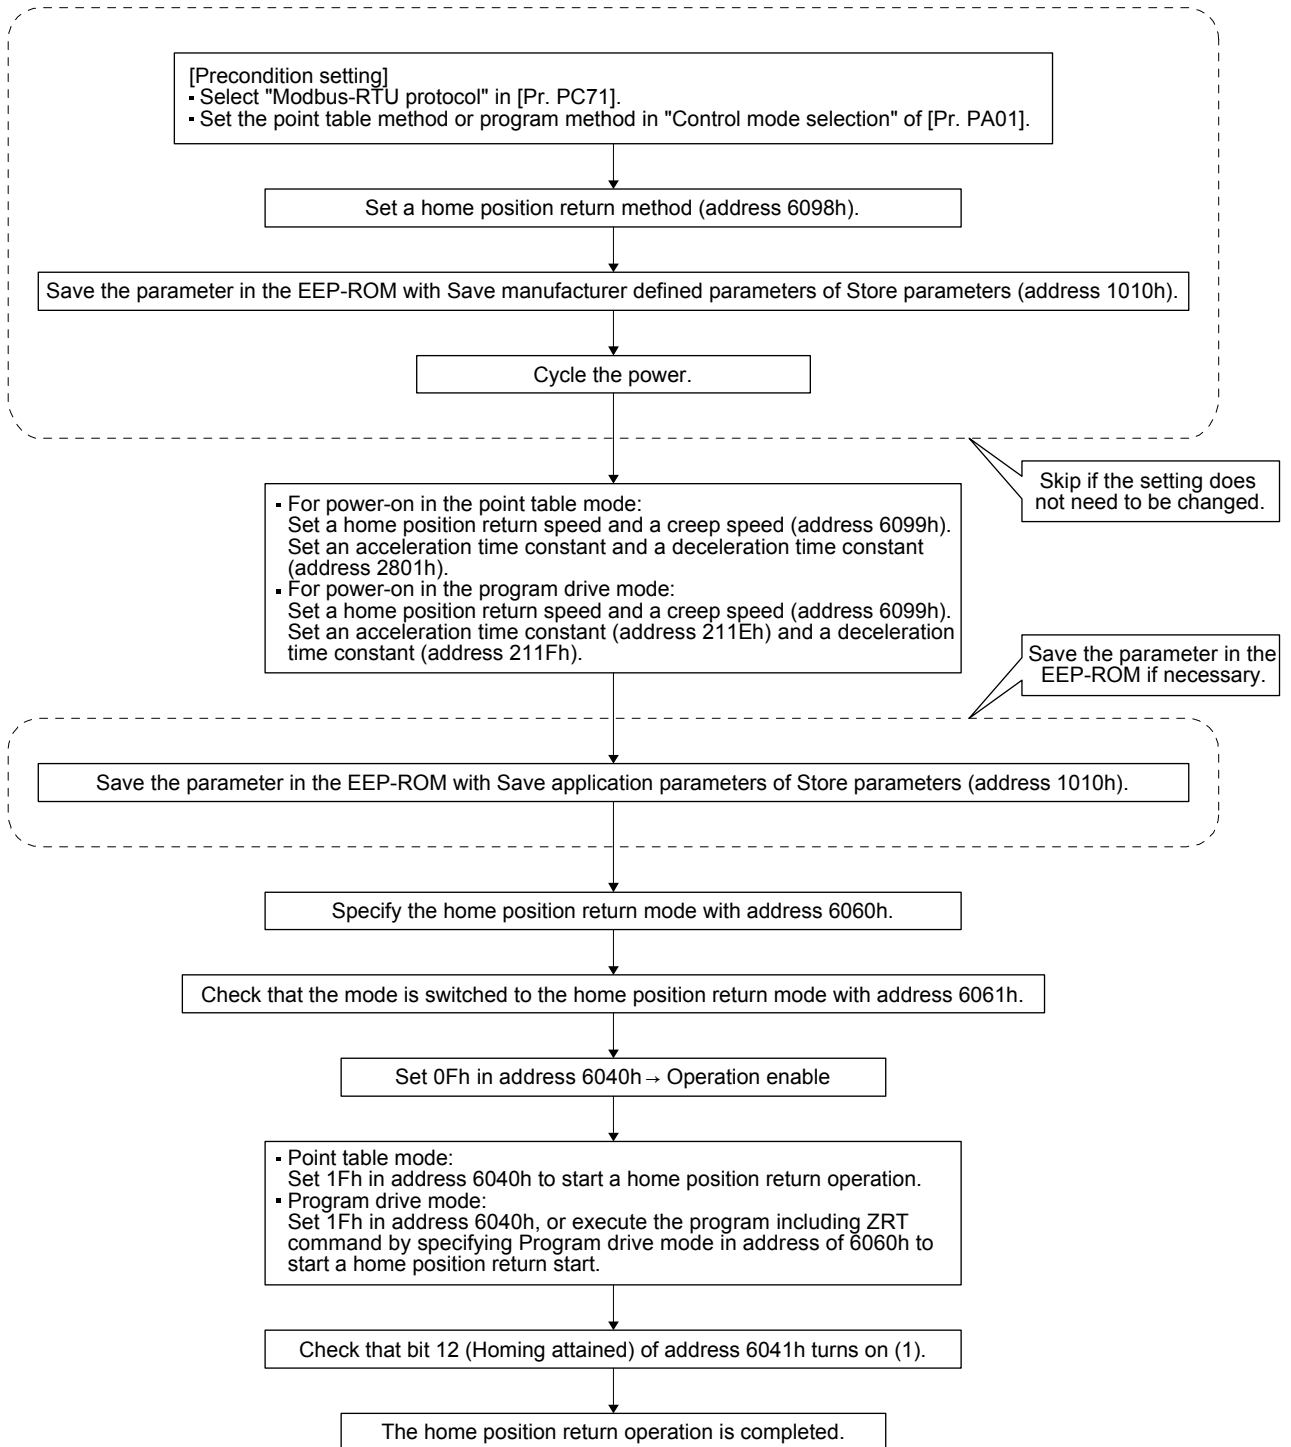 [Precondition setting]
▪ Select "Modbus-RTU protocol" in [Pr. PC71].
▪ Set the point table method or program method in "Control mode selection" of [Pr. PA01].
Set a home position return method (address 6098h).
Save the parameter in the EEP-ROM with Save manufacturer defined parameters of Store parameters (address 1010h).
Cycle the power.
Skip if the setting does
not need to be changed.
▪ For power-on in the point table mode:
Set a home position return speed and a creep speed (address 6099h).
Set an acceleration time constant and a deceleration time constant
(address 2801h).
▪ For power-on in the program drive mode:
Set a home position return speed and a creep speed (address 6099h).
Set an acceleration time constant (address 211Eh) and a deceleration
time constant (address 211Fh).
Save the parameter in the
EEP-ROM if necessary.
Save the parameter in the EEP-ROM with Save application parameters of Store parameters (address 1010h).
Specify the home position return mode with address 6060h.
Check that the mode is switched to the home position return mode with address 6061h.
Set 0Fh in address 6040h → Operation enable
▪ Point table mode:
Set 1Fh in address 6040h to start a home position return operation.
▪ Program drive mode:
Set 1Fh in address 6040h, or execute the program including ZRT
command by specifying Program drive mode in address of 6060h to
start a home position return start.
Check that bit 12 (Homing attained) of address 6041h turns on (1).
The home position return operation is completed.